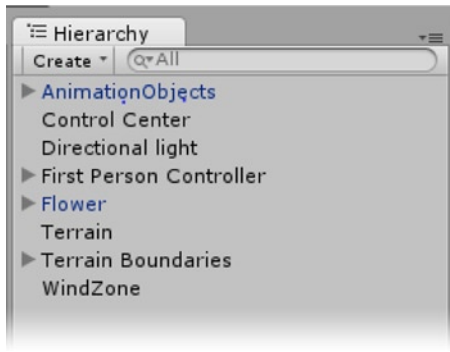 Hierarchy
Create All
AnimationObjects
Control Center
Directional light
First Person Controller
Flower
Terrain
Terrain Boundaries
WindZone